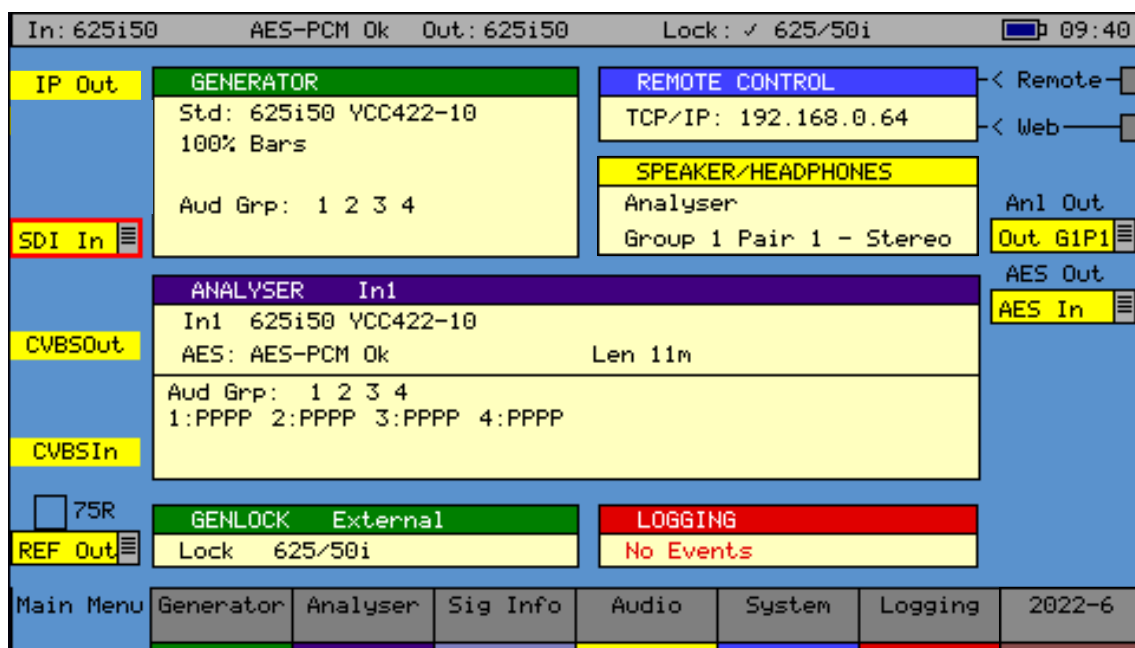 In: 625i50 AES-PCM Ok Out: 625i50 Lock: ✓ 625/50i 09:40
IP Out
GENERATOR
Std: 625i50 YCC422-10
100% Bars
Aud Grp: 1 2 3 4
REMOTE CONTROL
TCP/IP: 192.168.0.64
< Remote
< Web
SPEAKER/HEADPHONES
Analyser
Group 1 Pair 1 - Stereo
SDI In
Anl Out
Out G1P1
AES Out
AES In
ANALYSER In1
In1 625i50 YCC422-10
AES: AES-PCM Ok Len 11m
Aud Grp: 1 2 3 4
1:PPPP 2:PPPP 3:PPPP 4:PPPP
CVBSOut
CVBSIn
75R
REF Out
GENLOCK External
Lock 625/50i
LOGGING
No Events
Main Menu Generator Analyser Sig Info Audio System Logging 2022-6